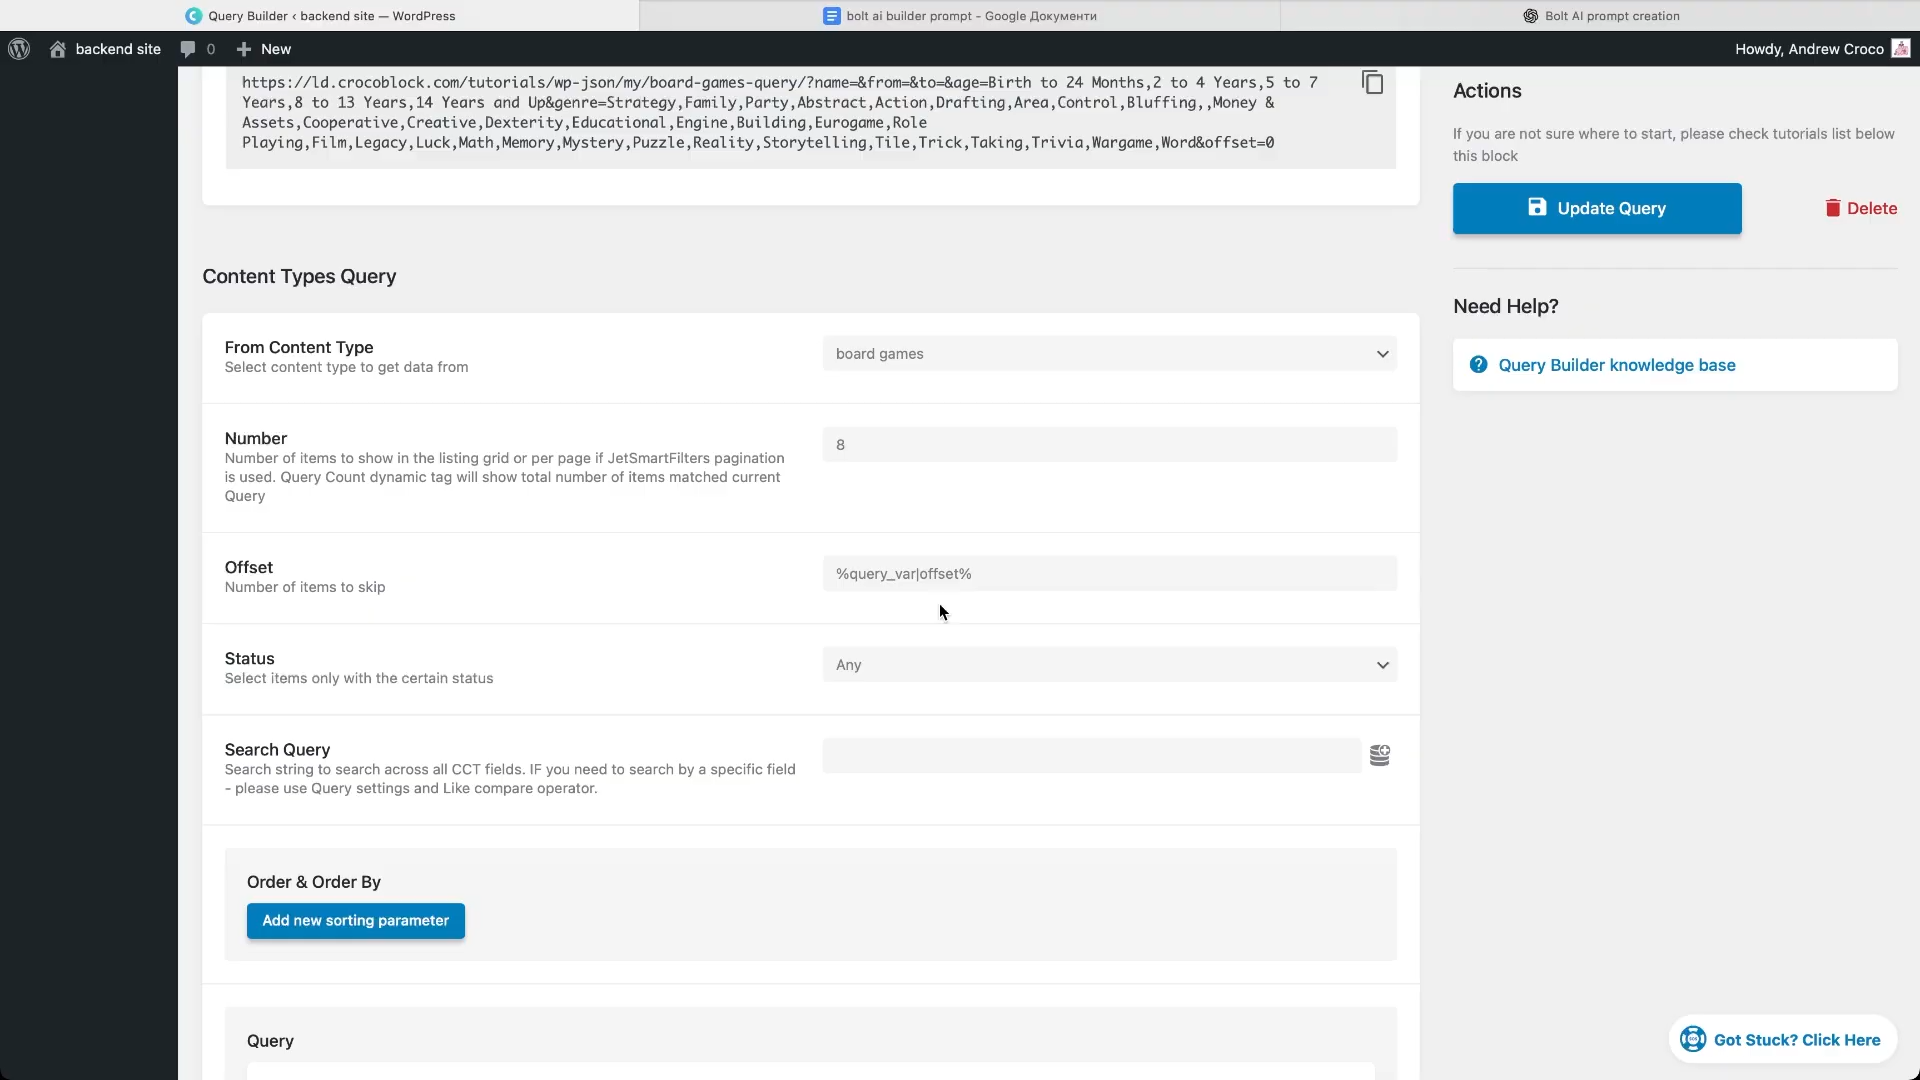 Query Builder ‹ backend site — WordPress
bolt ai builder prompt - Google Документи
Bolt AI prompt creation
backend site
0
New
Howdy, Andrew Croco
https://ld.crocoblock.com/tutorials/wp-json/my/board-games-query/?name=&from=&to=&age=Birth to 24 Months,2 to 4 Years,5 to 7
Years,8 to 13 Years,14 Years and Up&genre=Strategy,Family,Party,Abstract,Action,Drafting,Area,Control,Bluffing,,Money &
Assets,Cooperative,Creative,Dexterity,Educational,Engine,Building,Eurogame,Role
Playing,Film,Legacy,Luck,Math,Memory,Mystery,Puzzle,Reality,Storytelling,Tile,Trick,Taking,Trivia,Wargame,Word&offset=0
Actions
If you are not sure where to start, please check tutorials list below
this block
Update Query
Delete
Need Help?
Query Builder knowledge base
Content Types Query
From Content Type
Select content type to get data from
board games
Number
Number of items to show in the listing grid or per page if JetSmartFilters pagination
is used. Query Count dynamic tag will show total number of items matched current
Query
8
Offset
Number of items to skip
%query_var|offset%
Status
Select items only with the certain status
Any
Search Query
Search string to search across all CCT fields. IF you need to search by a specific field
- please use Query settings and Like compare operator.
Order & Order By
Add new sorting parameter
Query
Got Stuck? Click Here